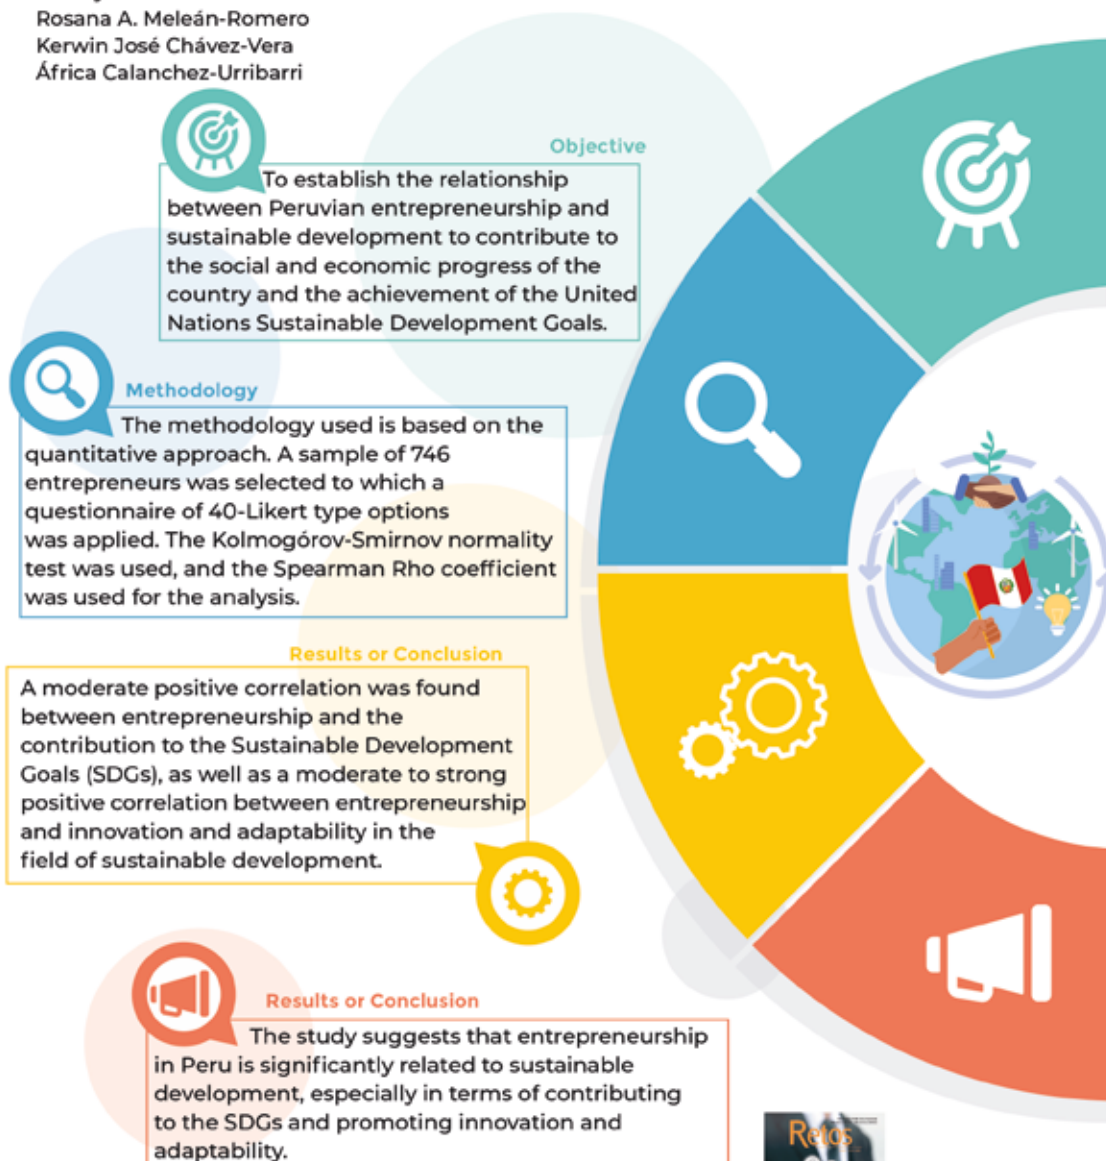 Rosana A. Meleán-Romero
Kerwin José Chávez-Vera
África Calanchez-Urribarri
Objective
To establish the relationship
between Peruvian entrepreneurship and
sustainable development to contribute to
the social and economic progress of the
country and the achievement of the United
Nations Sustainable Development Goals.
Methodology
The methodology used is based on the
quantitative approach. A sample of 746
entrepreneurs was selected to which a
questionnaire of 40-Likert type options
was applied. The Kolmogórov-Smirnov normality
test was used, and the Spearman Rho coefficient
was used for the analysis.
Results or Conclusion
A moderate positive correlation was found
between entrepreneurship and the
contribution to the Sustainable Development
Goals (SDGs), as well as a moderate to strong
positive correlation between entrepreneurship
and innovation and adaptability in the
field of sustainable development.
Results or Conclusion
The study suggests that entrepreneurship
in Peru is significantly related to sustainable
development, especially in terms of contributing
to the SDGs and promoting innovation and
adaptability.
Retos